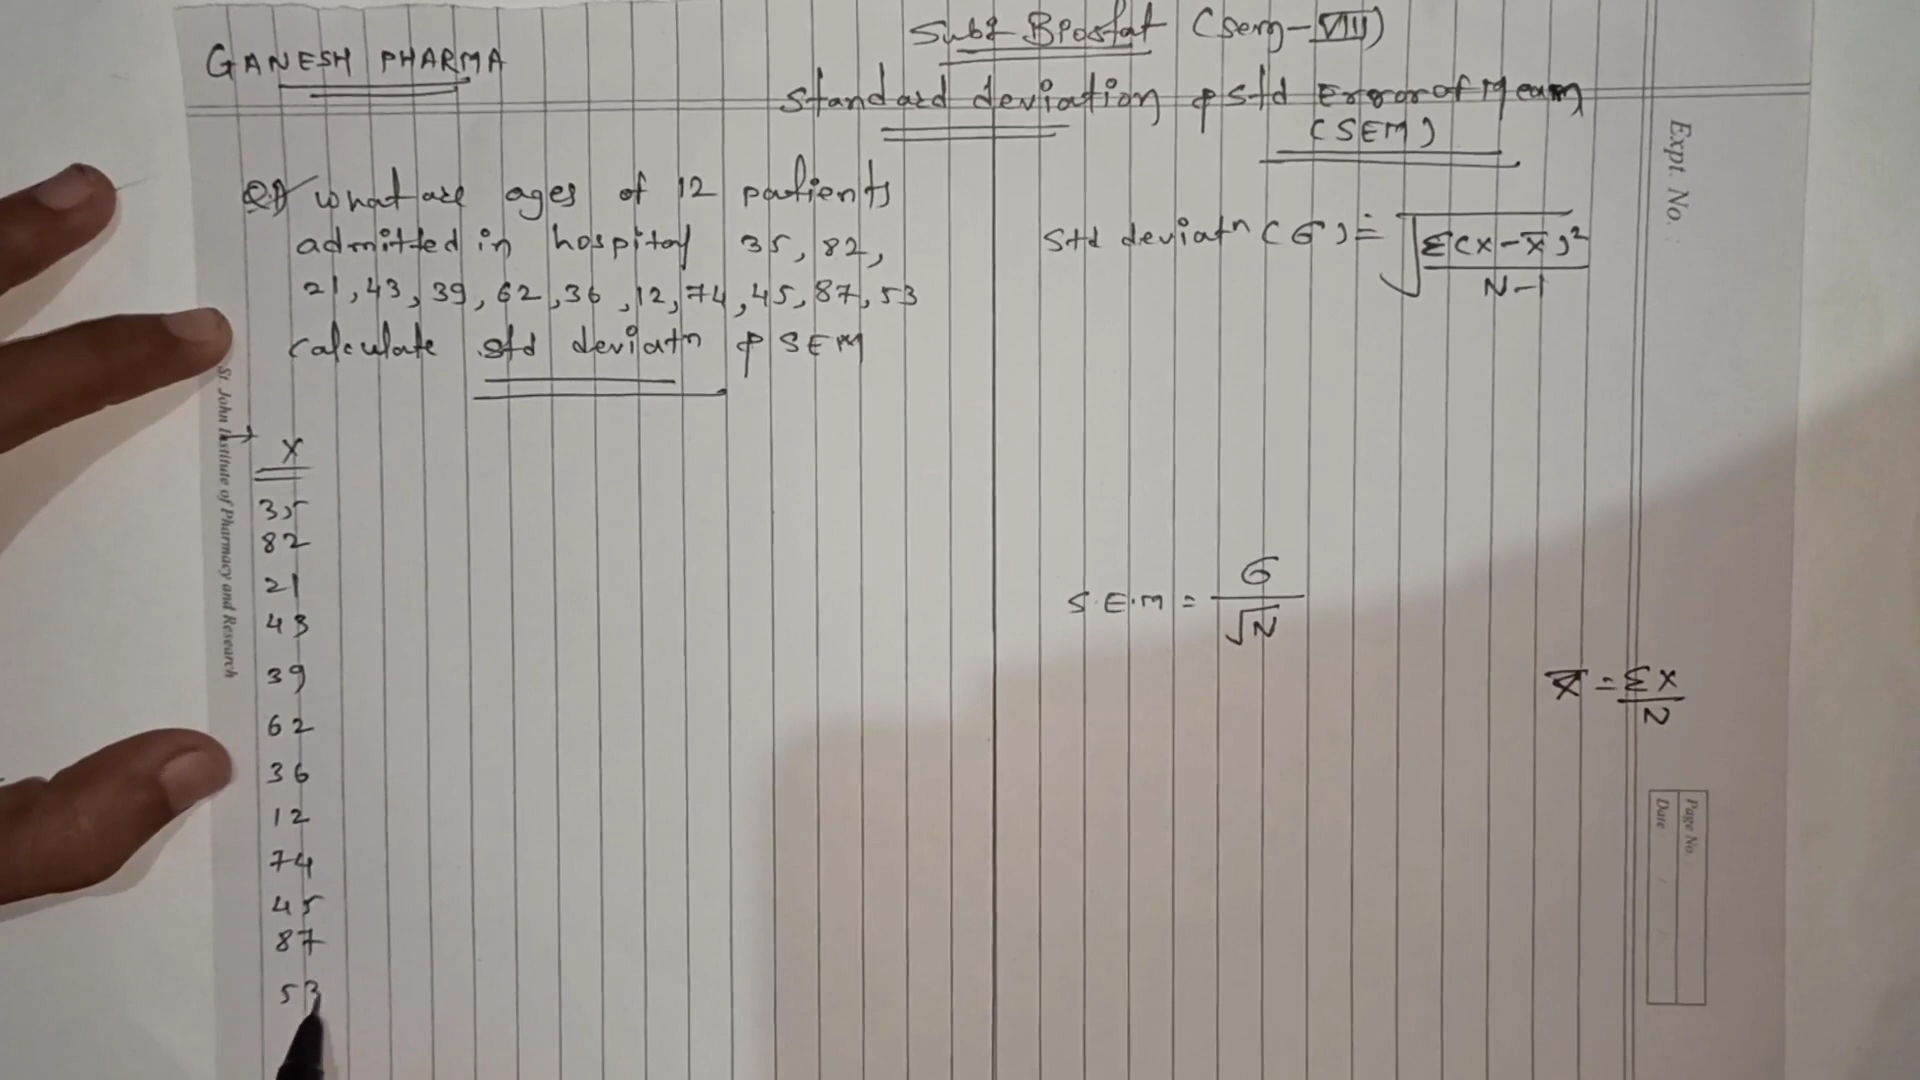 GANESH PHARMA
Sub: Biostat (Sem-VIII)
Standard deviation & Std Error of Mean
(SEM)
Q1) What are ages of 12 patients
admitted in hospital 35, 82,
21, 43, 39, 62, 36, 12, 74, 45, 87, 53
calculate std deviatn & SEM
Std deviatn (σ) = √Σ(x-x̄)²
N-1
X
35
82
21
43
39
62
36
12
74
45
87
53
S.E.M = σ
√N
x̄ = Σx
N
Expt. No.
St. John Institute of Pharmacy and Research
Page No.
Date